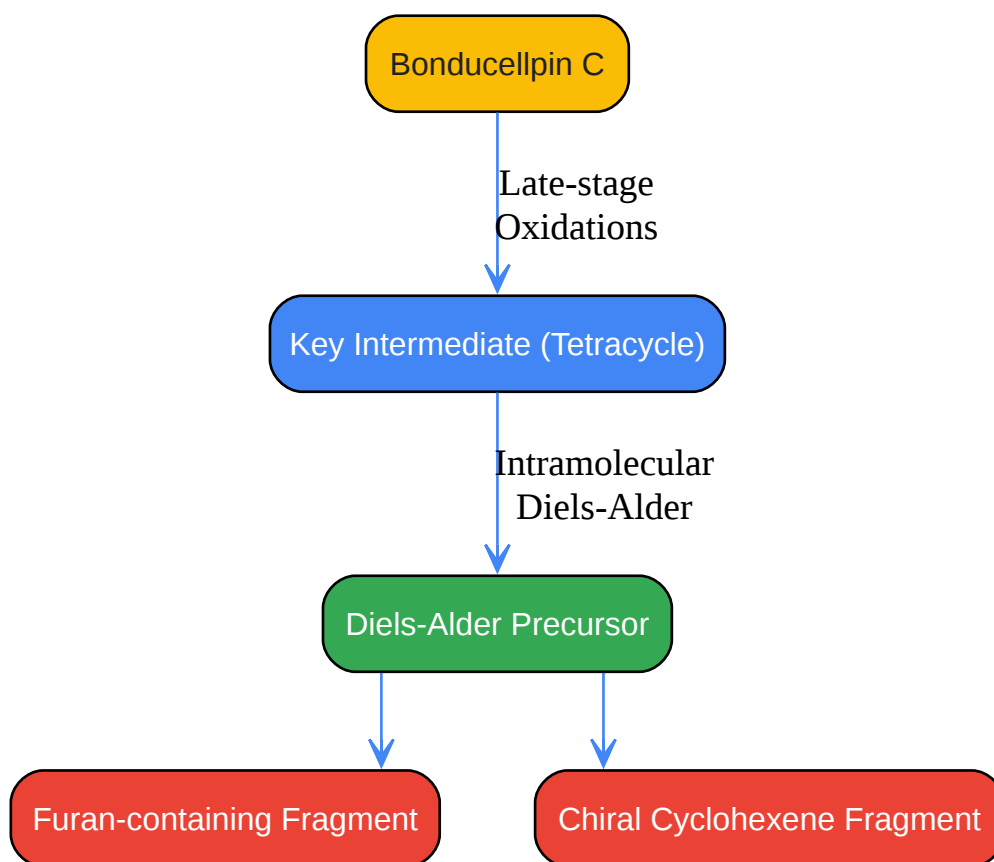 Bonducellpin C
Late-stage
Oxidations
Key Intermediate (Tetracycle)
Intramolecular
Diels-Alder
Diels-Alder Precursor
Furan-containing Fragment
Chiral Cyclohexene Fragment